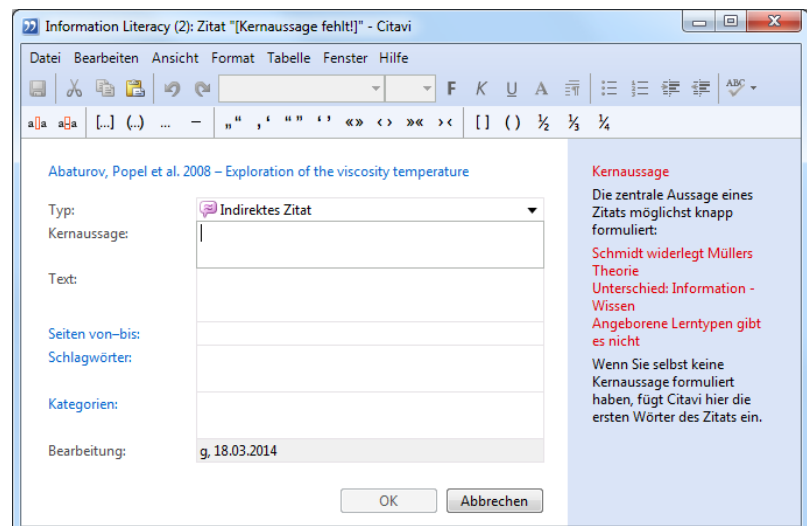 Information Literacy (2): Zitat "[Kernaussage fehlt!]" - Citavi
Datei Bearbeiten Ansicht Format Tabelle Fenster Hilfe
F K U A ABC
a[]a a[]a [...] (...) ... – „“ ‚‘ “” ‘’ «» ‹› »« ›‹ [ ] ( ) ½ ⅓ ¼
Abaturov, Popel et al. 2008 – Exploration of the viscosity temperature
Typ: Indirektes Zitat
Kernaussage:
Text:
Seiten von–bis:
Schlagwörter:
Kategorien:
Bearbeitung: g, 18.03.2014
OK Abbrechen
Kernaussage
Die zentrale Aussage eines
Zitats möglichst knapp
formuliert:
Schmidt widerlegt Müllers
Theorie
Unterschied: Information -
Wissen
Angeborene Lerntypen gibt
es nicht
Wenn Sie selbst keine
Kernaussage formuliert
haben, fügt Citavi hier die
ersten Wörter des Zitats ein.